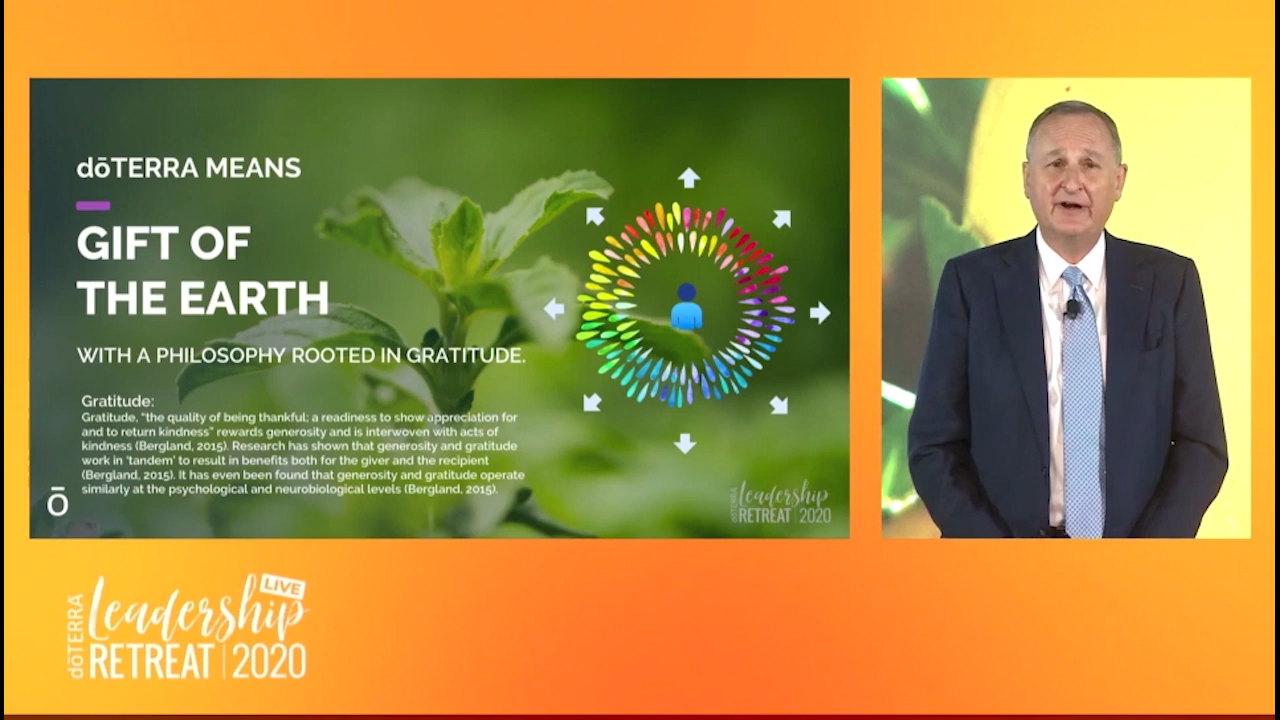 dōTERRA MEANS
GIFT OF
THE EARTH
WITH A PHILOSOPHY ROOTED IN GRATITUDE.
Gratitude:
Gratitude, "the quality of being thankful; a readiness to show appreciation for
and to return kindness" rewards generosity and is interwoven with acts of
kindness (Bergland, 2015). Research has shown that generosity and gratitude
work in 'tandem' to result in benefits both for the giver and the recipient
(Bergland, 2015). It has even been found that generosity and gratitude operate
similarly at the psychological and neurobiological levels (Bergland, 2015).
Ō
dōTERRA
Leadership
RETREAT | 2020
dōTERRA
Leadership
LIVE
RETREAT | 2020